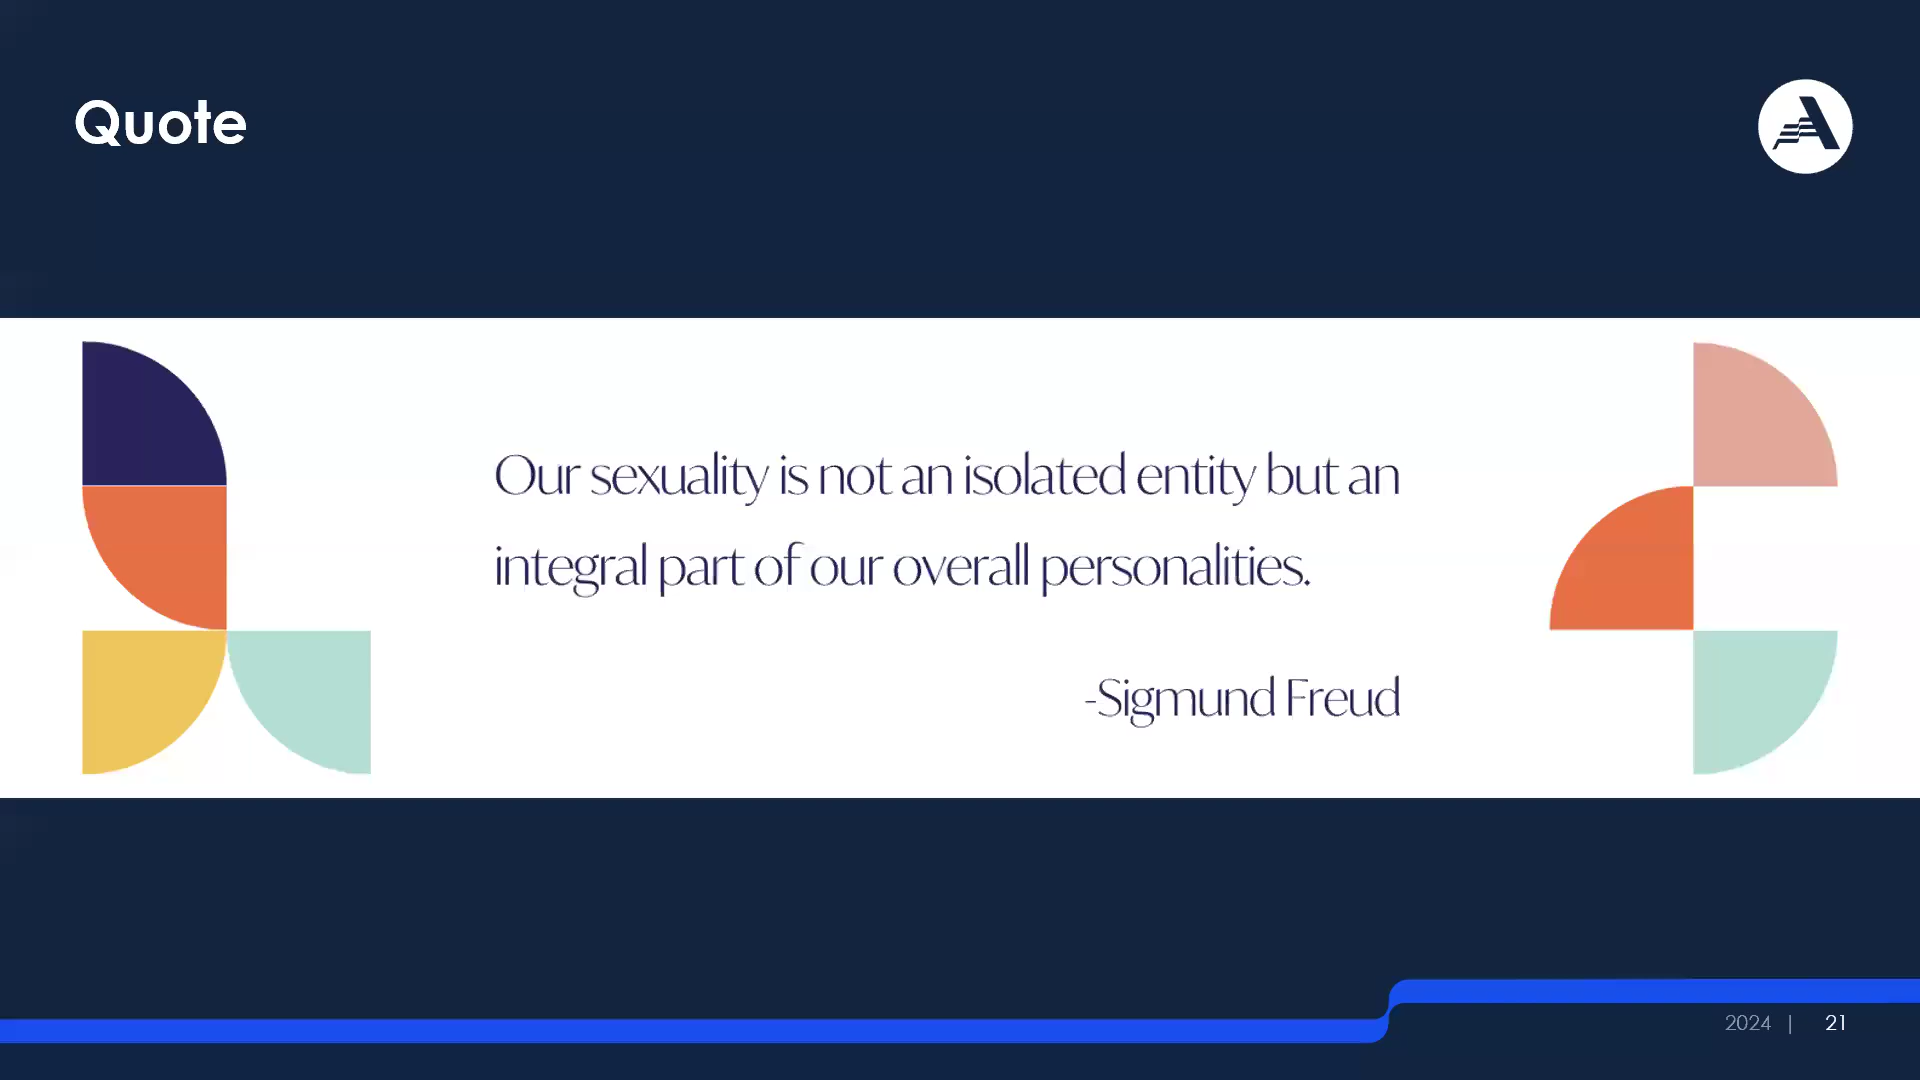 Quote
Our sexuality is not an isolated entity but an
integral part of our overall personalities.
-Sigmund Freud
2024 | 21